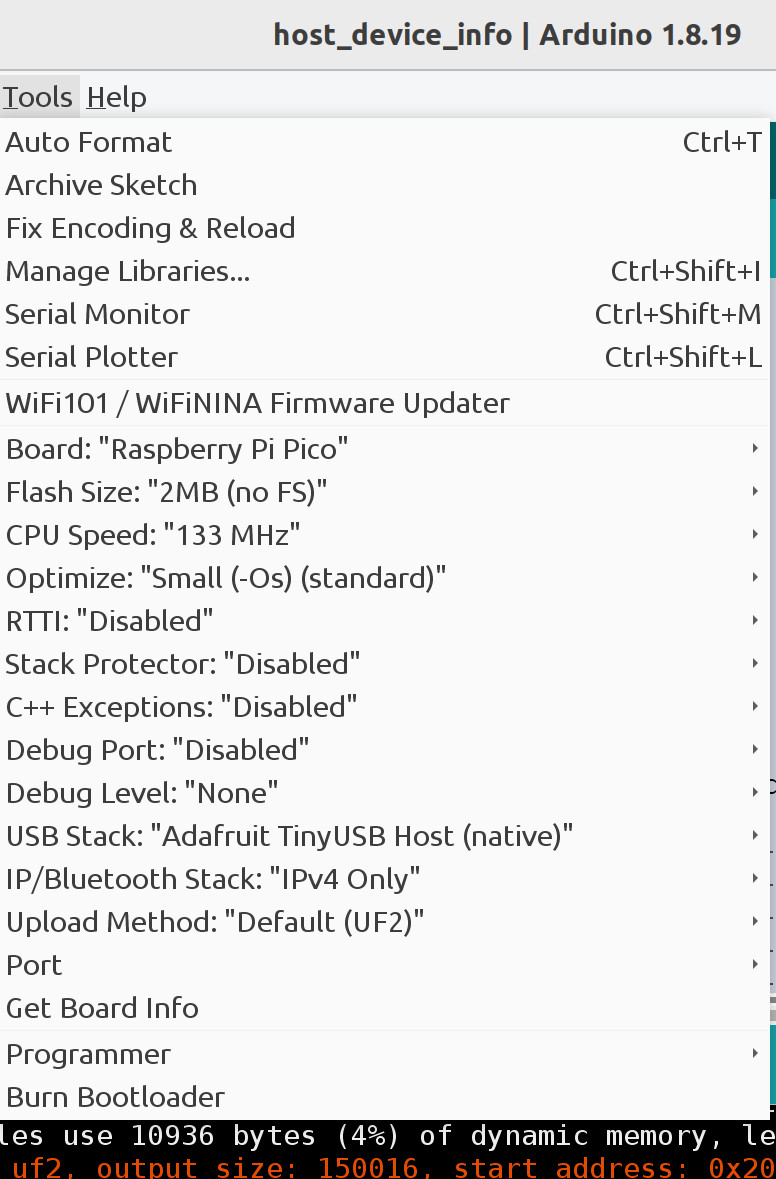 host_device_info | Arduino 1.8.19
Tools Help
Auto Format Ctrl+T
Archive Sketch
Fix Encoding & Reload
Manage Libraries... Ctrl+Shift+I
Serial Monitor Ctrl+Shift+M
Serial Plotter Ctrl+Shift+L
WiFi101 / WiFiNINA Firmware Updater
Board: "Raspberry Pi Pico"
Flash Size: "2MB (no FS)"
CPU Speed: "133 MHz"
Optimize: "Small (-Os) (standard)"
RTTI: "Disabled"
Stack Protector: "Disabled"
C++ Exceptions: "Disabled"
Debug Port: "Disabled"
Debug Level: "None"
USB Stack: "Adafruit TinyUSB Host (native)"
IP/Bluetooth Stack: "IPv4 Only"
Upload Method: "Default (UF2)"
Port
Get Board Info
Programmer
Burn Bootloader
les use 10936 bytes (4%) of dynamic memory, le
uf2, output size: 150016, start address: 0x20